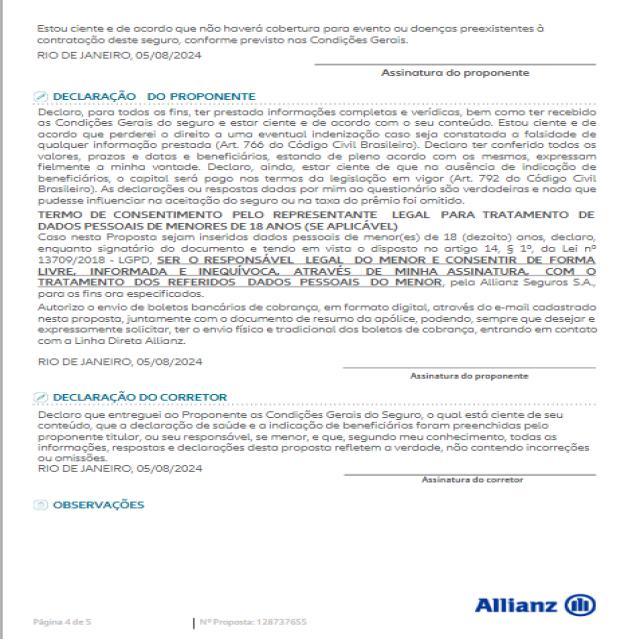 Estou ciente e de acordo que não haverá cobertura para evento ou doenças preexistentes à
contratação deste seguro, conforme previsto nas Condições Gerais.
RIO DE JANEIRO, 05/08/2024
Assinatura do proponente
DECLARAÇÃO DO PROPONENTE
Declaro, para todos os fins, ter prestado informações completas e verídicas, bem como ter recebido
as Condições Gerais do seguro e estar ciente e de acordo com o seu conteúdo. Estou ciente e de
acordo que perderei o direito a uma eventual indenização caso seja constatada a falsidade de
qualquer informação prestada (Art. 766 do Código Civil Brasileiro). Declaro ter conferido todos os
valores, prazos e datas e beneficiários, estando de pleno acordo com os mesmos, expressam
fielmente a minha vontade. Declaro, ainda, estar ciente de que na ausência de indicação de
beneficiários, o capital será pago nos termos da legislação em vigor (Art. 792 do Código Civil
Brasileiro). As declarações ou respostas dadas por mim ao questionário são verdadeiras e nada que
pudesse influenciar na aceitação do seguro ou na taxa do prêmio foi omitido.
TERMO DE CONSENTIMENTO PELO REPRESENTANTE LEGAL PARA TRATAMENTO DE
DADOS PESSOAIS DE MENORES DE 18 ANOS (SE APLICÁVEL)
Caso nesta Proposta sejam inseridos dados pessoais de menor(es) de 18 (dezoito) anos, declaro,
enquanto signatário do documento e tendo em vista o disposto no artigo 14, § 1º, da Lei nº
13709/2018 - LGPD, SER O RESPONSÁVEL LEGAL DO MENOR E CONSENTIR DE FORMA
LIVRE, INFORMADA E INEQUÍVOCA, ATRAVÉS DE MINHA ASSINATURA, COM O
TRATAMENTO DOS REFERIDOS DADOS PESSOAIS DO MENOR, pela Allianz Seguros S.A.,
para os fins ora especificados.
Autorizo o envio de boletos bancários de cobrança, em formato digital, através do e-mail cadastrado
nesta proposta, juntamente com o documento de resumo da apólice, podendo, sempre que desejar e
expressamente solicitar, ter o envio físico e tradicional dos boletos de cobrança, entrando em contato
com a Linha Direta Allianz.
RIO DE JANEIRO, 05/08/2024
Assinatura do proponente
DECLARAÇÃO DO CORRETOR
Declaro que entreguei ao Proponente as Condições Gerais do Seguro, o qual está ciente de seu
conteúdo, que a declaração de saúde e a indicação de beneficiários foram preenchidas pelo
proponente titular, ou seu responsável, se menor, e que, segundo meu conhecimento, todas as
informações, respostas e declarações desta proposta refletem a verdade, não contendo incorreções
ou omissões.
RIO DE JANEIRO, 05/08/2024
Assinatura do corretor
OBSERVAÇÕES
Allianz
Página 4 de 5 | Nº Proposta: 128737655